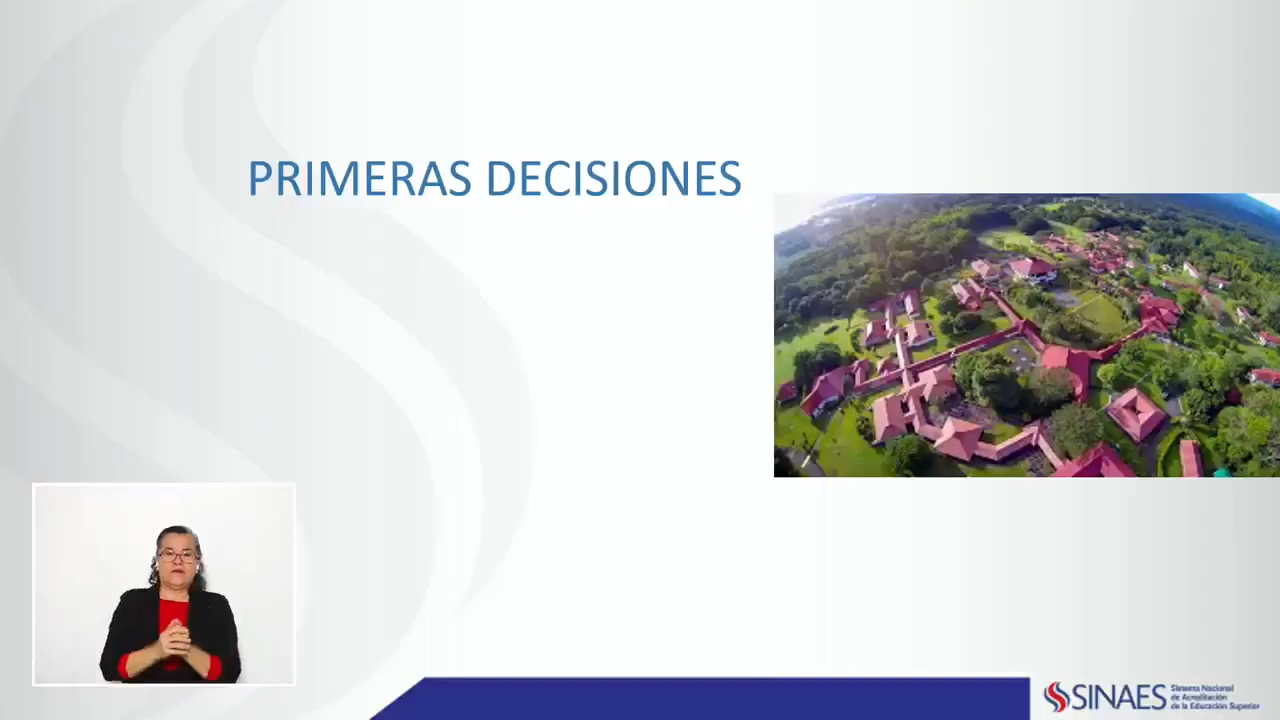 PRIMERAS DECISIONES
SINAES
Sistema Nacional
de Acreditación
de la Educación Superior